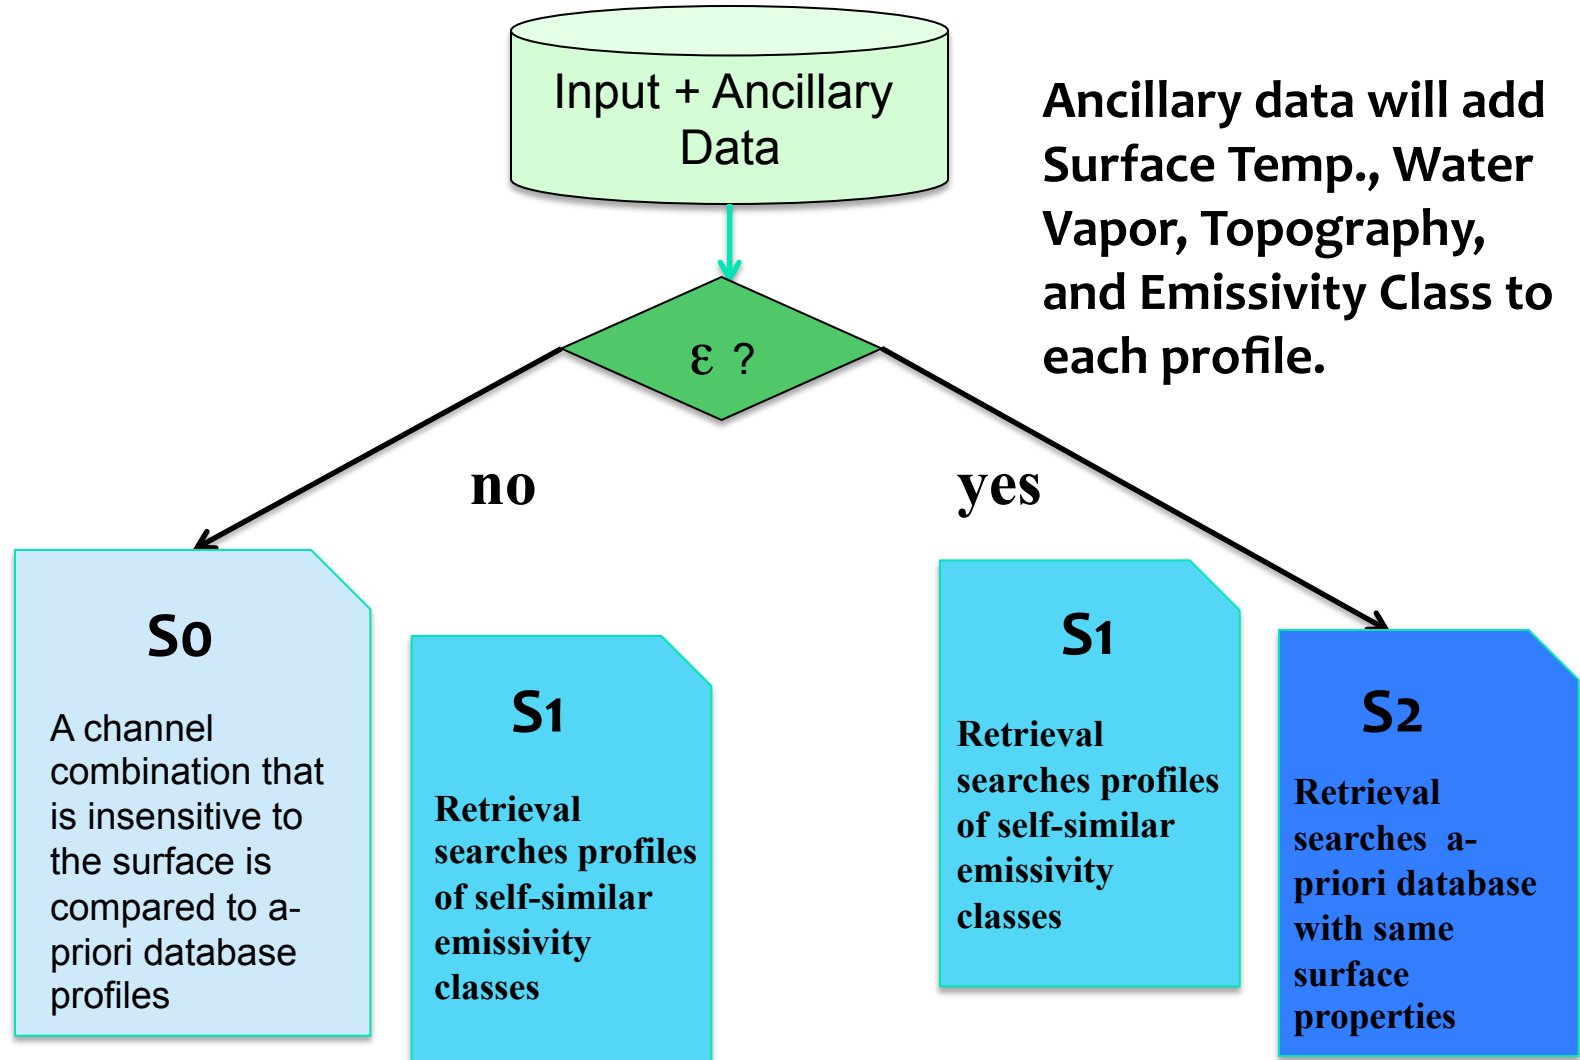 Input + Ancillary
Data
Ancillary data will add
Surface Temp., Water
Vapor, Topography,
and Emissivity Class to
each profile.
ε ?
no
yes
S0
A channel
combination that
is insensitive to
the surface is
compared to a-
priori database
profiles
S1
Retrieval
searches profiles
of self-similar
emissivity
classes
S1
Retrieval
searches profiles
of self-similar
emissivity
classes
S2
Retrieval
searches a-
priori database
with same
surface
properties